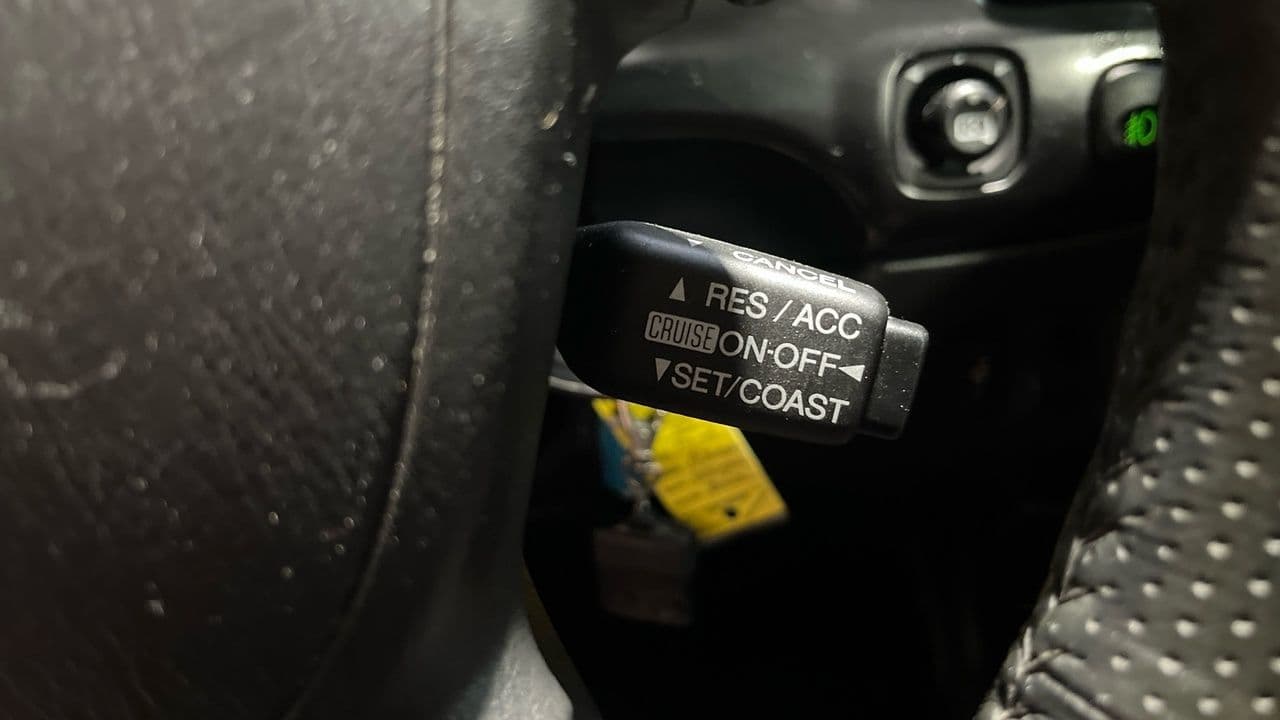 CANCEL
RES / ACC
CRUISE ON·OFF
SET/COAST